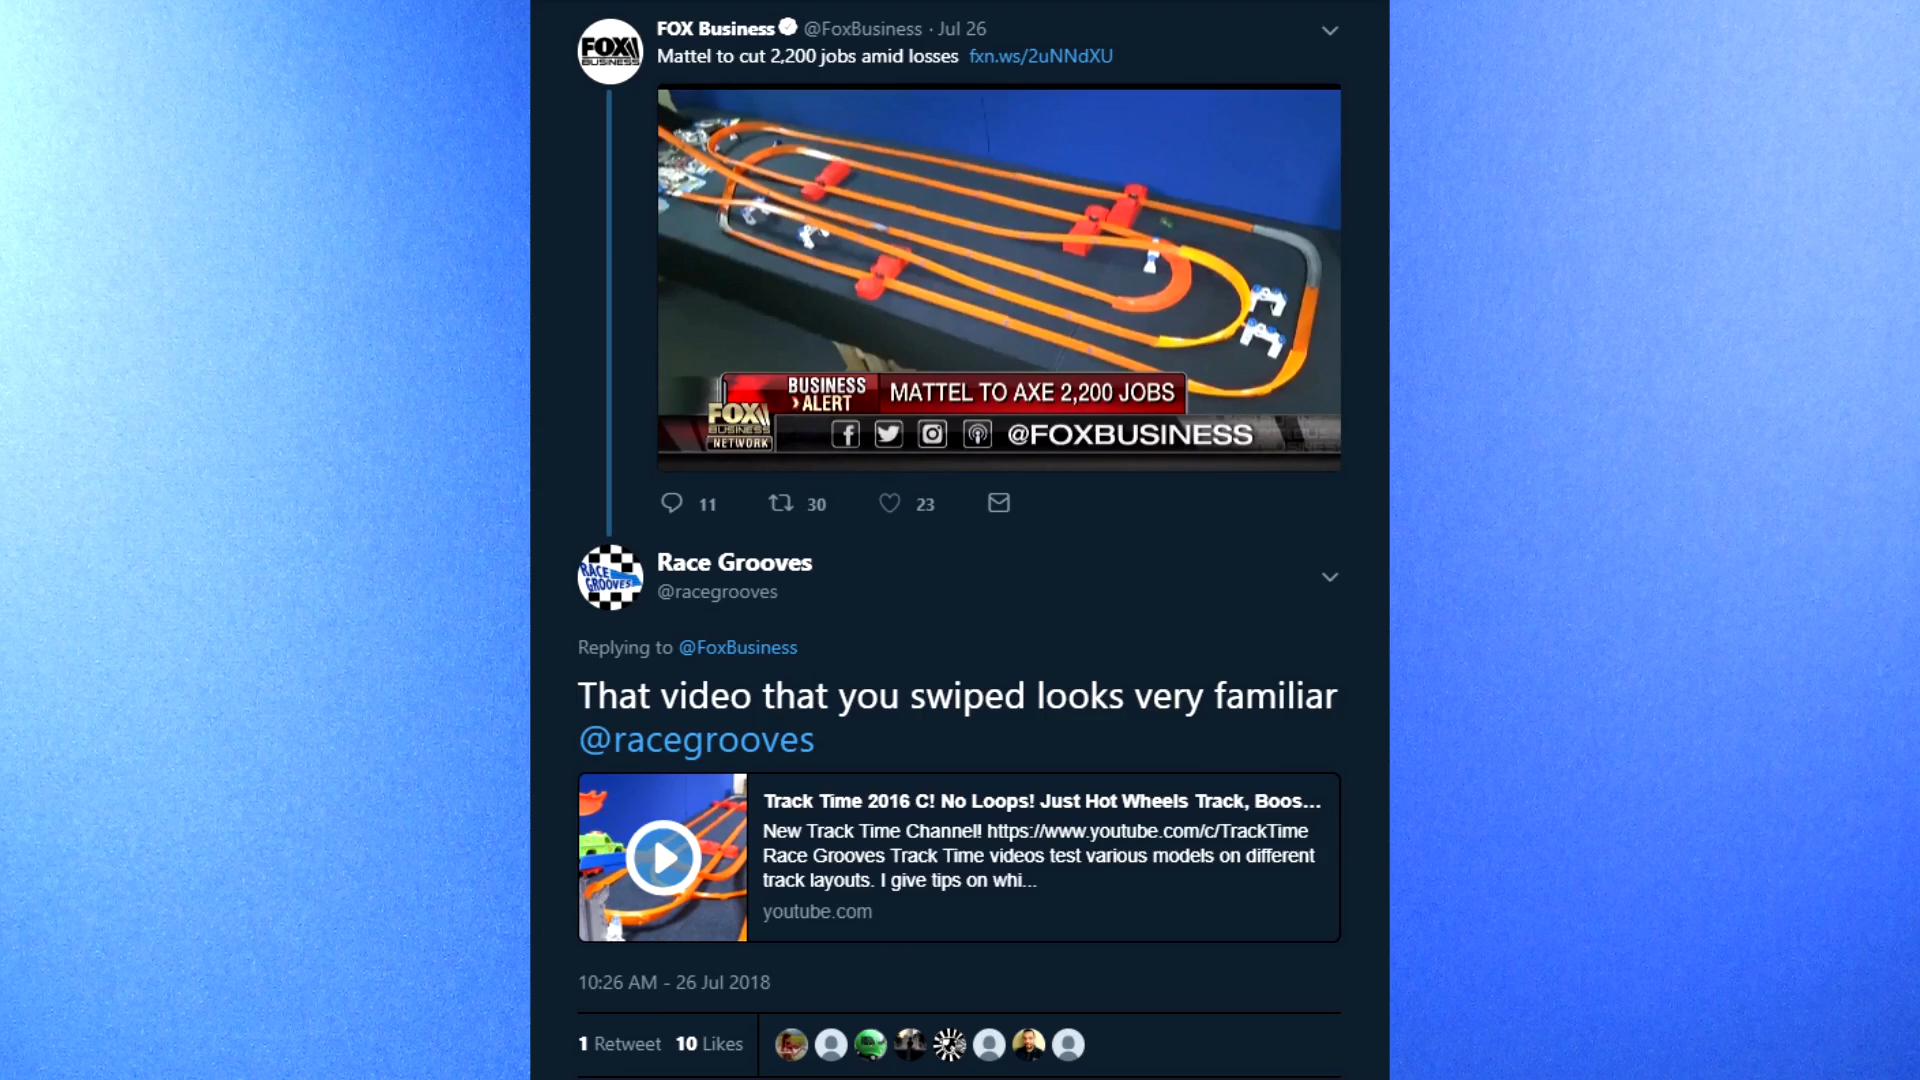 FOX Business @FoxBusiness · Jul 26
Mattel to cut 2,200 jobs amid losses fxn.ws/2uNNdXU
FOX
BUSINESS
BUSINESS
ALERT
MATTEL TO AXE 2,200 JOBS
FOX
BUSINESS
NETWORK
@FOXBUSINESS
11 30 23
Race Grooves
@racegrooves
RACE
GROOVES
Replying to @FoxBusiness
That video that you swiped looks very familiar
@racegrooves
Track Time 2016 C! No Loops! Just Hot Wheels Track, Boos...
New Track Time Channel! https://www.youtube.com/c/TrackTime
Race Grooves Track Time videos test various models on different
track layouts. I give tips on whi...
youtube.com
10:26 AM - 26 Jul 2018
1 Retweet 10 Likes